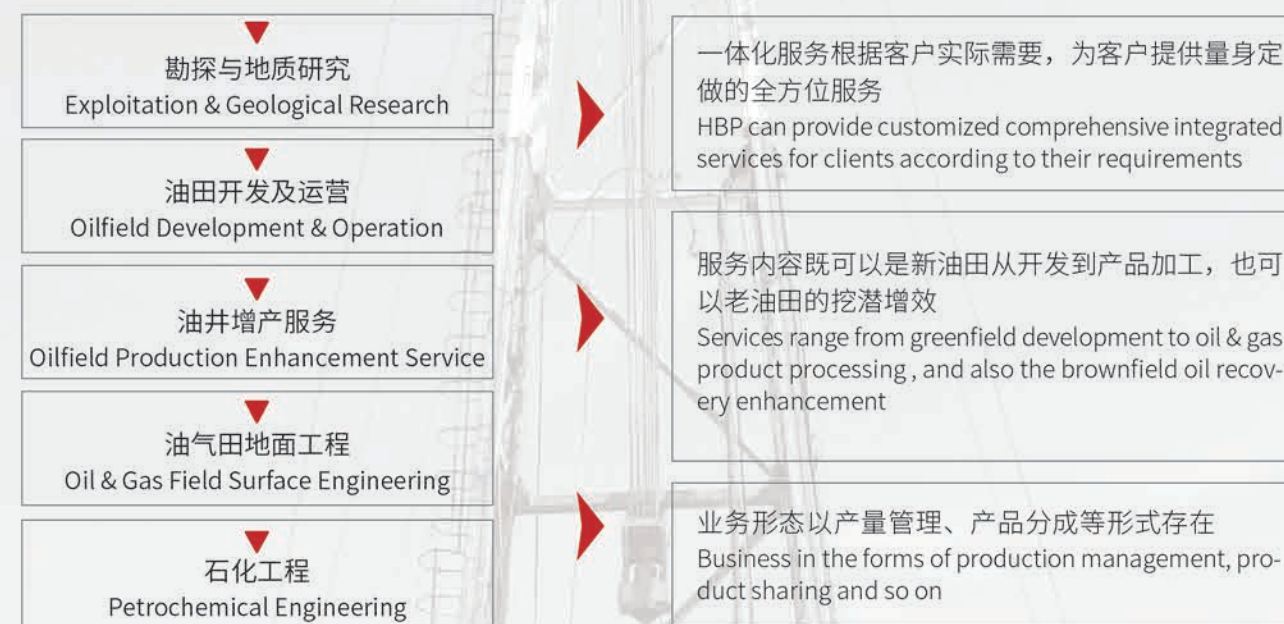 勘探与地质研究
Exploitation & Geological Research
油田开发及运营
Oilfield Development & Operation
油井增产服务
Oilfield Production Enhancement Service
油气田地面工程
Oil & Gas Field Surface Engineering
石化工程
Petrochemical Engineering
一体化服务根据客户实际需要，为客户提供量身定
做的全方位服务
HBP can provide customized comprehensive integrated
services for clients according to their requirements
服务内容既可以是新油田从开发到产品加工，也可
以老油田的挖潜增效
Services range from greenfield development to oil & gas
product processing , and also the brownfield oil recov-
ery enhancement
业务形态以产量管理、产品分成等形式存在
Business in the forms of production management, pro-
duct sharing and so on